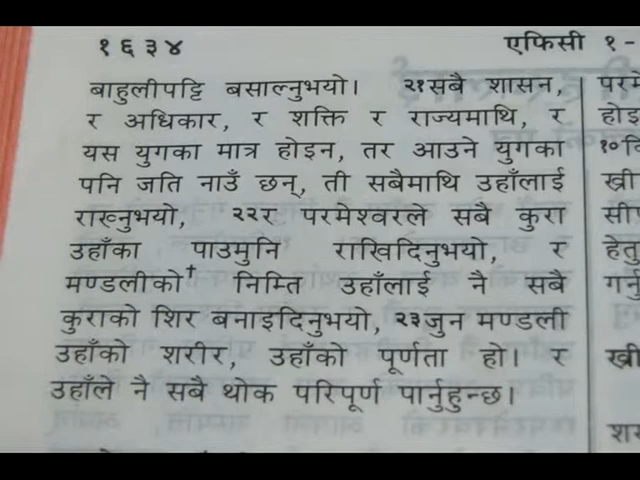 १६३४
एफिसी १-
बाहुलीपट्टि बसाल्नुभयो। २१सबै शासन,
र अधिकार, र शक्ति र राज्यमाथि, र
यस युगका मात्र होइन, तर आउने युगका
पनि जति नाउँ छन्, ती सबैमाथि उहाँलाई
राख्नुभयो, २२र परमेश्वरले सबै कुरा
उहाँका पाउमुनि राखिदिनुभयो, र
मण्डलीको† निम्ति उहाँलाई नै सबै
कुराको शिर बनाइदिनुभयो, २३जुन मण्डली
उहाँको शरीर, उहाँको पूर्णता हो। र
उहाँले नै सबै थोक परिपूर्ण पार्नुहुन्छ।